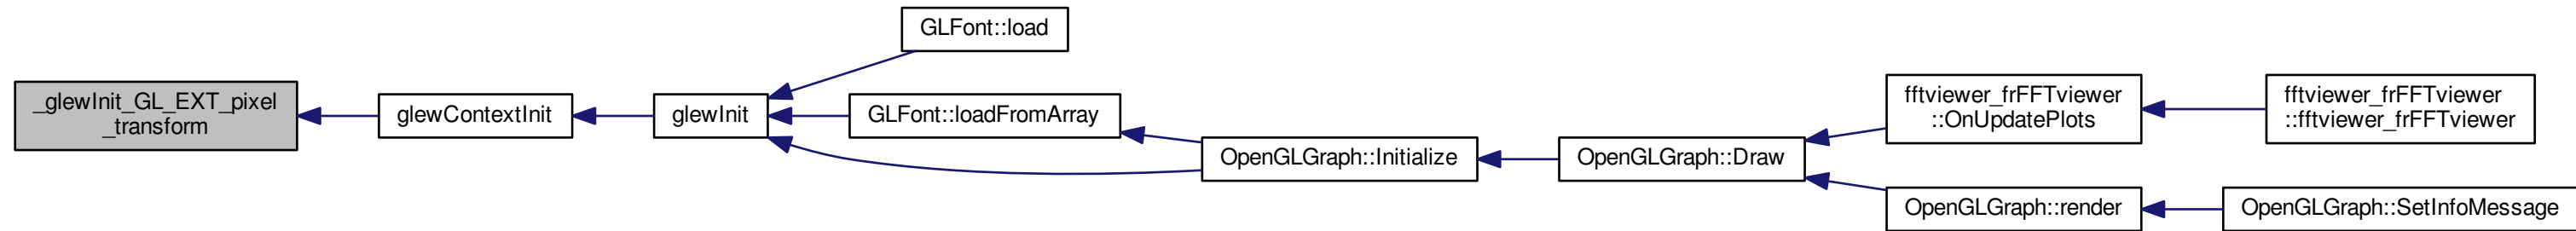 _glewInit_GL_EXT_pixel
_transform
glewContextInit
glewInit
GLFont::load
GLFont::loadFromArray
OpenGLGraph::Initialize
OpenGLGraph::Draw
fftviewer_frFFTviewer
::OnUpdatePlots
fftviewer_frFFTviewer
::fftviewer_frFFTviewer
OpenGLGraph::render
OpenGLGraph::SetInfoMessage